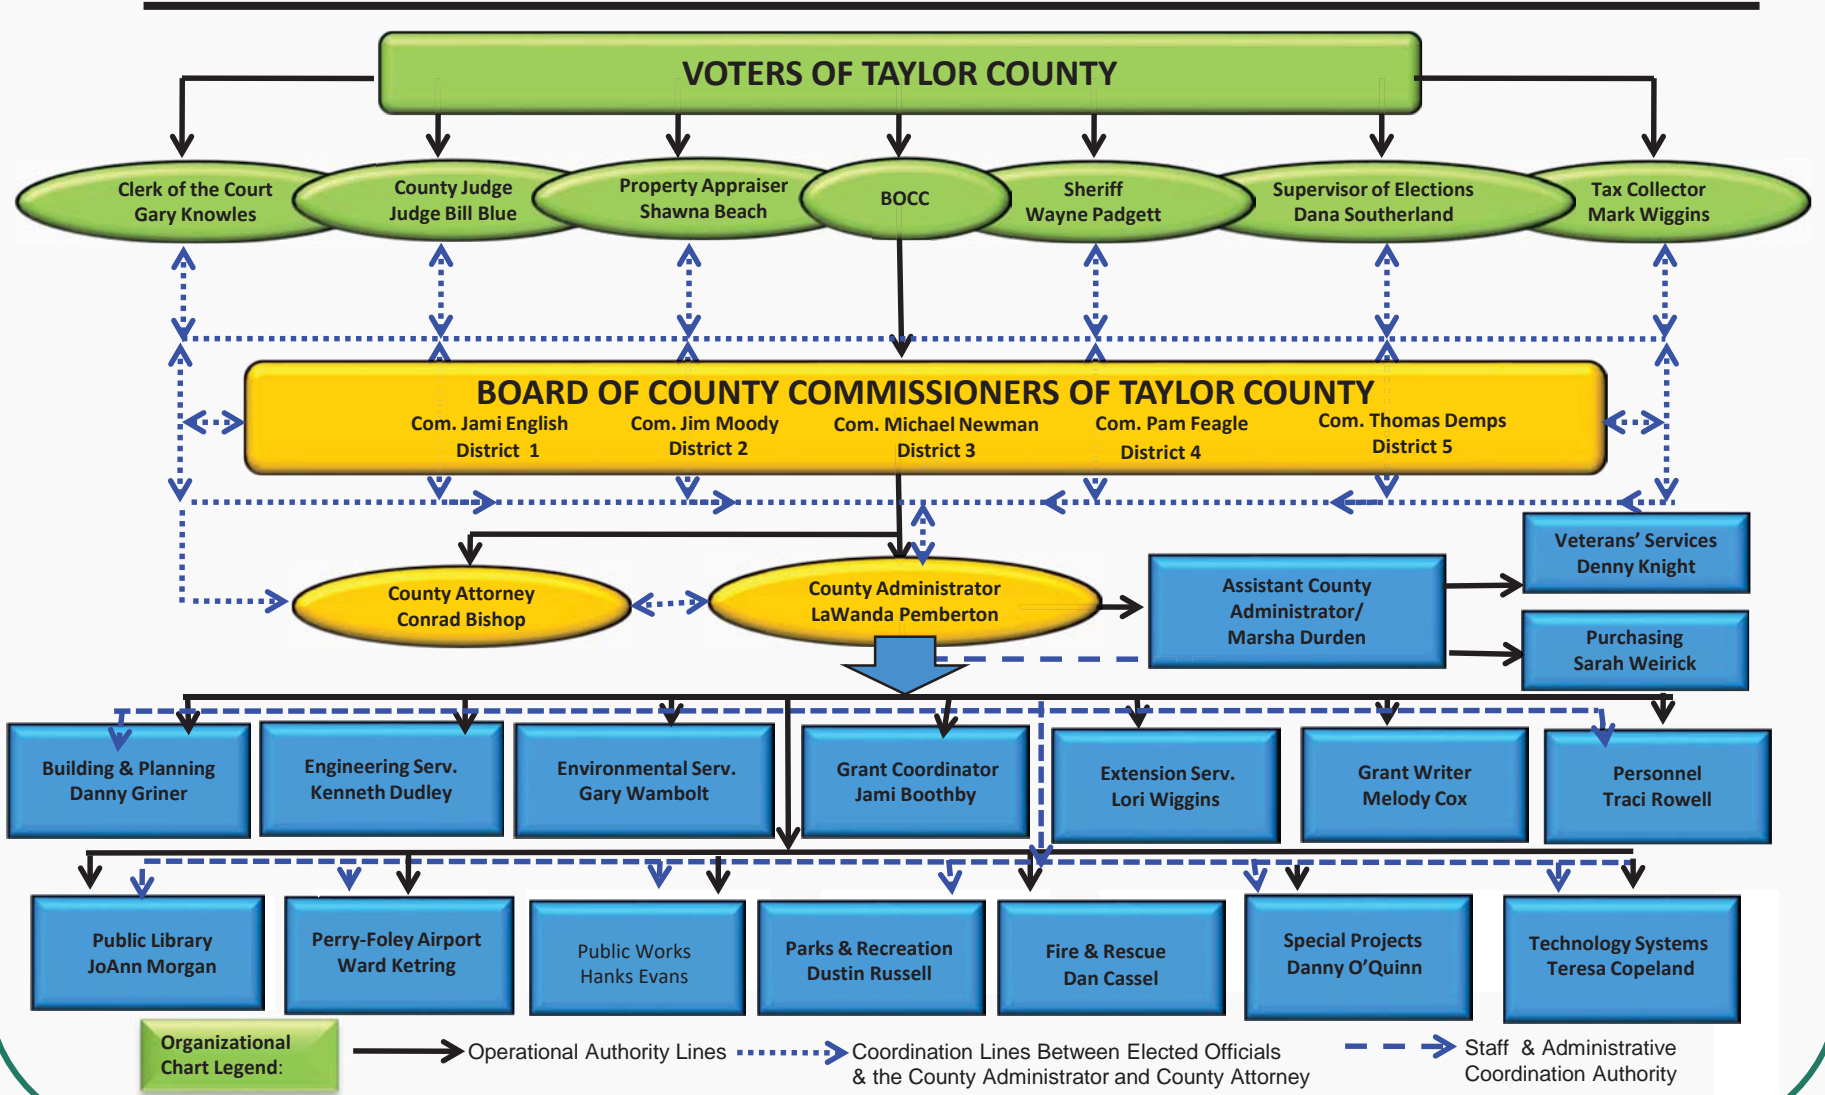 VOTERS OF TAYLOR COUNTY
Clerk of the Court
Gary Knowles
County Judge
Judge Bill Blue
Property Appraiser
Shawna Beach
BOCC
Sheriff
Wayne Padgett
Supervisor of Elections
Dana Southerland
Tax Collector
Mark Wiggins
BOARD OF COUNTY COMMISSIONERS OF TAYLOR COUNTY
Com. Jami English
District 1
Com. Jim Moody
District 2
Com. Michael Newman
District 3
Com. Pam Feagle
District 4
Com. Thomas Demps
District 5
County Attorney
Conrad Bishop
County Administrator
LaWanda Pemberton
Assistant County
Administrator/
Marsha Durden
Veterans’ Services
Denny Knight
Purchasing
Sarah Weirick
Building & Planning
Danny Griner
Engineering Serv.
Kenneth Dudley
Environmental Serv.
Gary Wambolt
Grant Coordinator
Jami Boothby
Extension Serv.
Lori Wiggins
Grant Writer
Melody Cox
Personnel
Traci Rowell
Public Library
JoAnn Morgan
Perry-Foley Airport
Ward Ketring
Public Works
Hanks Evans
Parks & Recreation
Dustin Russell
Fire & Rescue
Dan Cassel
Special Projects
Danny O’Quinn
Technology Systems
Teresa Copeland
Organizational
Chart Legend:
Operational Authority Lines
Coordination Lines Between Elected Officials
& the County Administrator and County Attorney
Staff & Administrative
Coordination Authority